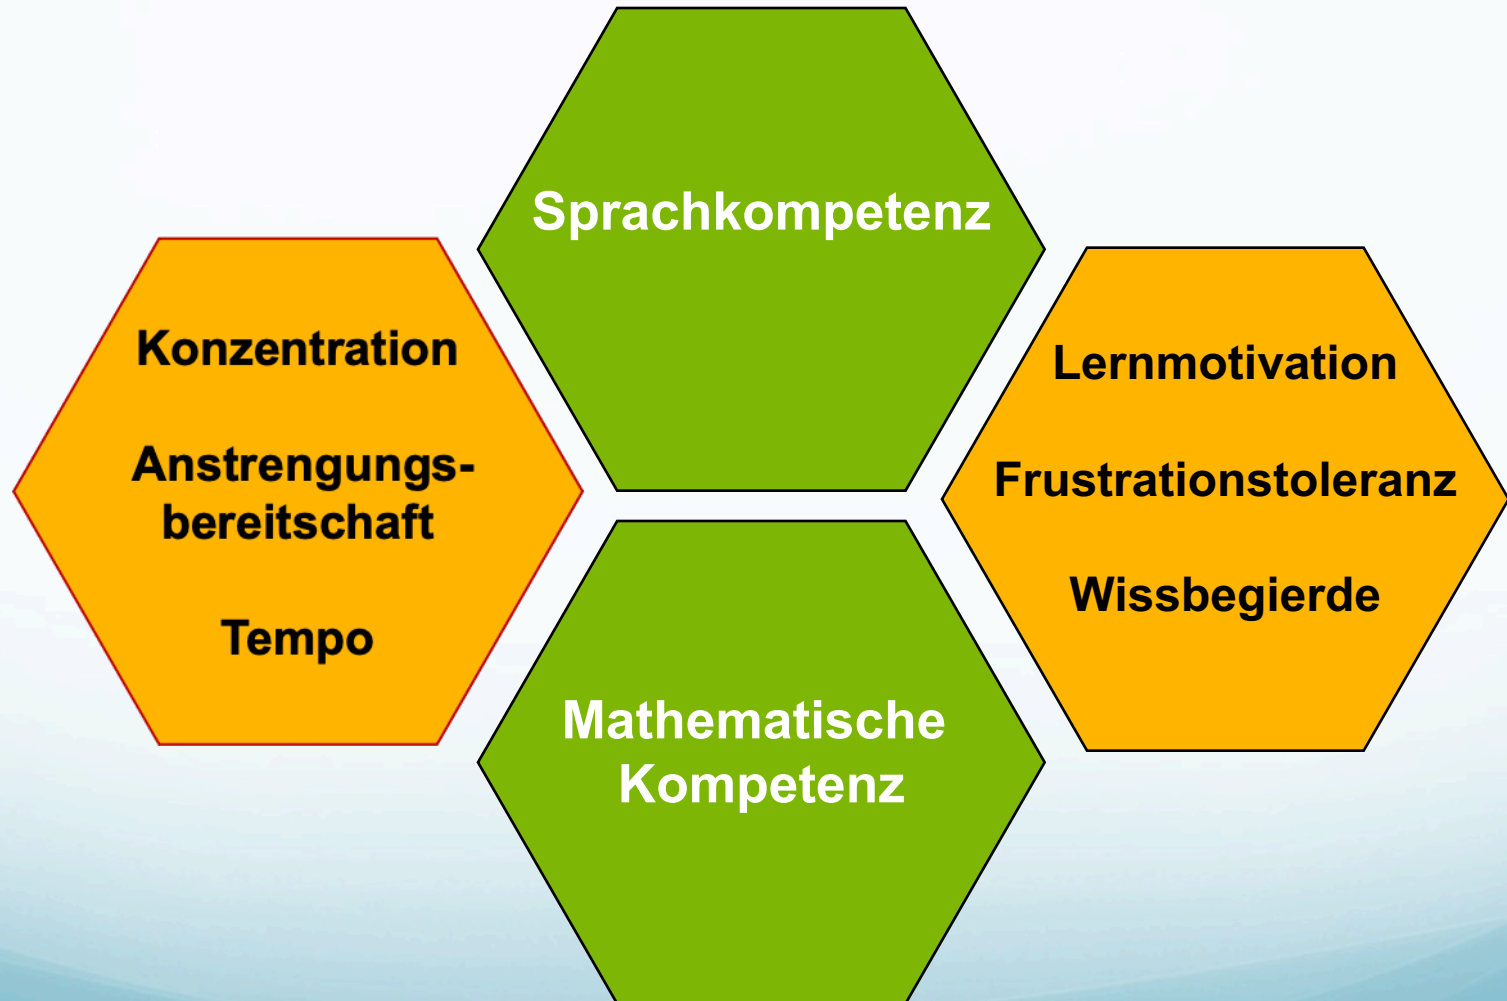 Sprachkompetenz
Konzentration
Anstrengungs-
bereitschaft
Tempo
Lernmotivation
Frustrationstoleranz
Wissbegierde
Mathematische
Kompetenz